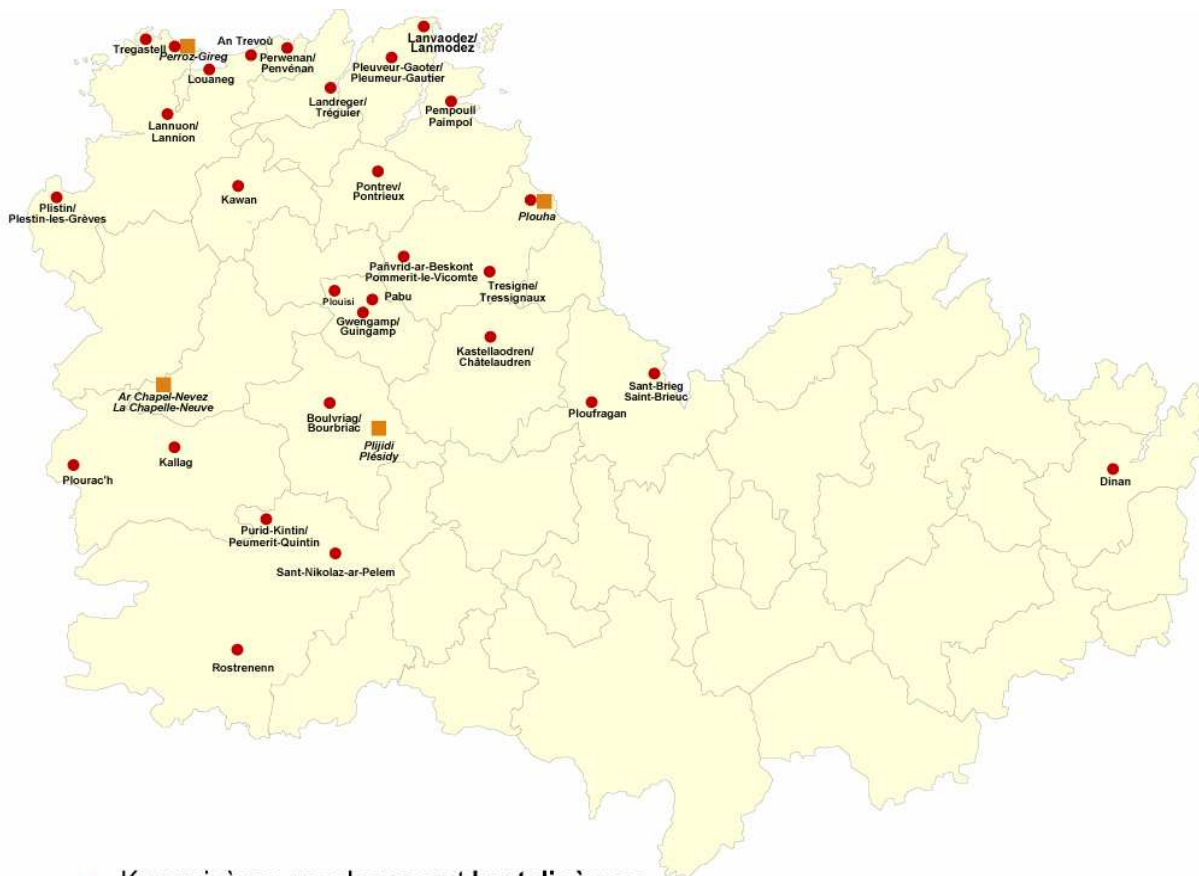 Lanvaodez/
Lanmodez
An Trevoù
Tregastell
Perroz-Gireg
Perwenan/
Penvénan
Louaneg
Pleuveur-Gaoter/
Pleumeur-Gautier
Landreger/
Tréguier
Pempoull
Paimpol
Lannuon/
Lannion
Kawan
Pontrev/
Pontrieux
Plistin/
Plestin-les-Grèves
Plouha
Pañvrid-ar-Beskont
Pommerit-le-Vicomte
Tresigne/
Tressignaux
Plouisi
Pabu
Gwengamp/
Guingamp
Kastellaodren/
Châtelaudren
Sant-Brieg
Saint-Brieuc
Ploufragan
Ar Chapel-Nevez
La Chapelle-Neuve
Boulvriag/
Bourbriac
Plijidi
Plésidy
Kallag
Plourac'h
Dinan
Purid-Kintin/
Peumerit-Quintin
Sant-Nikolaz-ar-Pelem
Rostrenenn